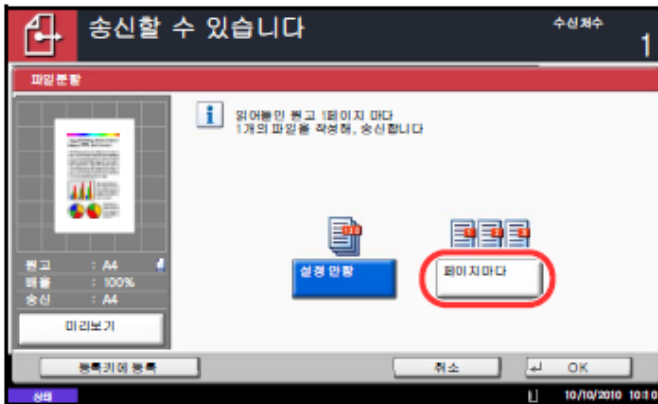 송신할 수 있습니다
수신처수
1
파일분할
읽어들인 원고 1페이지 마다
1개의 파일을 작성해, 송신합니다
설정 안함
페이지마다
원고 : A4
배율 : 100%
송신 : A4
미리보기
등록키에 등록
취소
OK
상태
10/10/2010 10:10